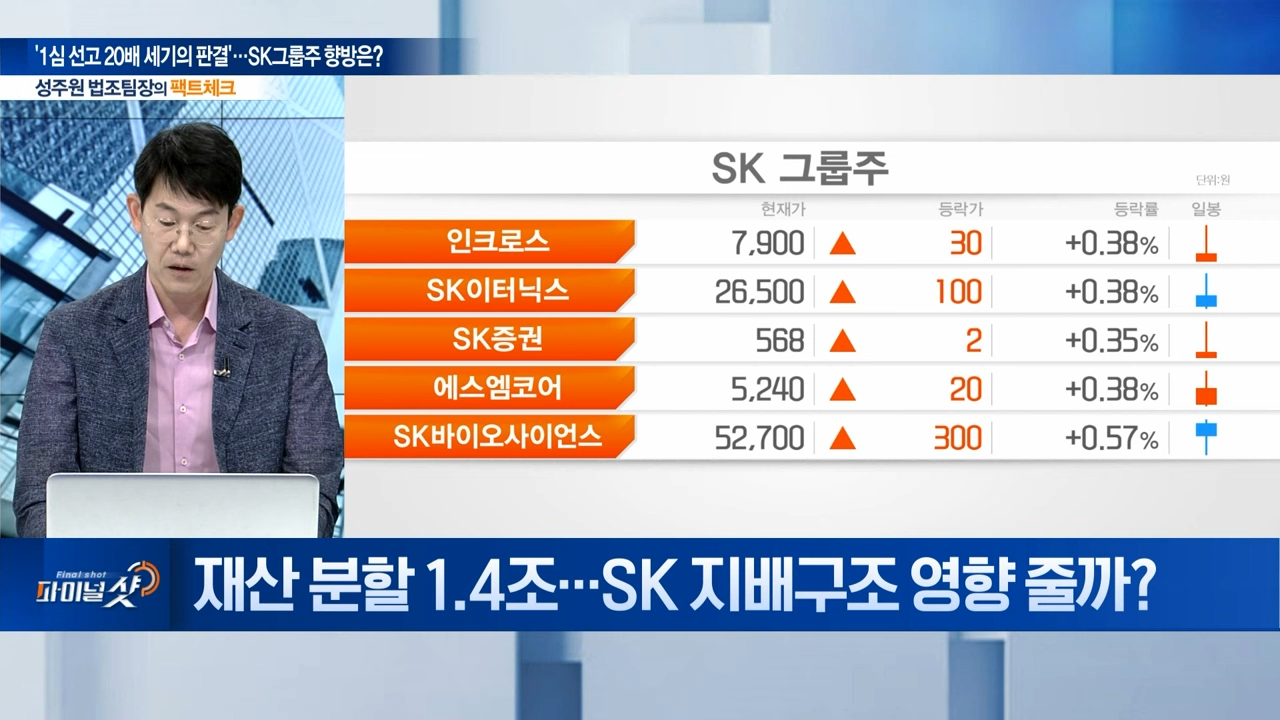 '1심 선고 20배 세기의 판결'…SK그룹주 향방은?
성주원 법조팀장의 팩트체크
SK 그룹주
단위:원
현재가 등락가 등락률 일봉
인크로스 7,900 ▲ 30 +0.38%
SK이터닉스 26,500 ▲ 100 +0.38%
SK증권 568 ▲ 2 +0.35%
에스엠코어 5,240 ▲ 20 +0.38%
SK바이오사이언스 52,700 ▲ 300 +0.57%
Final shot
파이널샷
재산 분할 1.4조…SK 지배구조 영향 줄까?